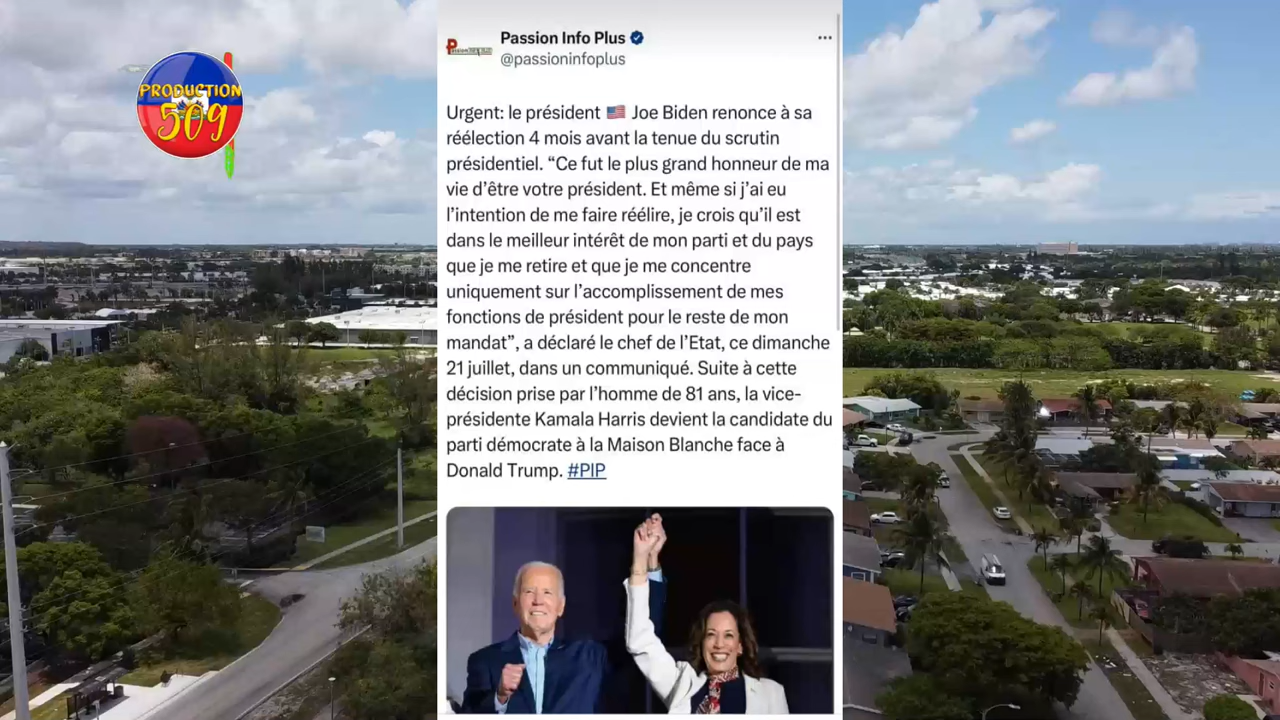 PRODUCTION
509
Passion Info Plus
@passioninfoplus
Urgent: le président 🇺🇸 Joe Biden renonce à sa
réélection 4 mois avant la tenue du scrutin
présidentiel. “Ce fut le plus grand honneur de ma
vie d’être votre président. Et même si j’ai eu
l’intention de me faire réélire, je crois qu’il est
dans le meilleur intérêt de mon parti et du pays
que je me retire et que je me concentre
uniquement sur l’accomplissement de mes
fonctions de président pour le reste de mon
mandat”, a déclaré le chef de l’Etat, ce dimanche
21 juillet, dans un communiqué. Suite à cette
décision prise par l’homme de 81 ans, la vice-
présidente Kamala Harris devient la candidate du
parti démocrate à la Maison Blanche face à
Donald Trump. #PIP